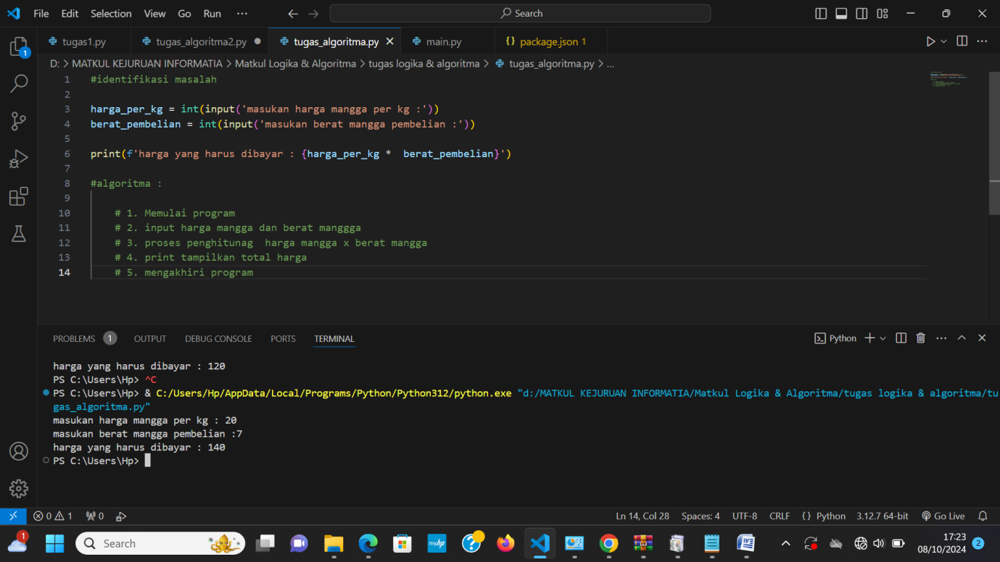 File Edit Selection View Go Run ··· Search
1
tugas1.py tugas_algoritma2.py tugas_algoritma.py main.py {} package.json 1
D: > MATKUL KEJURUAN INFORMATIA > Matkul Logika & Algoritma > tugas logika & algoritma > tugas_algoritma.py > ...
1 #identifikasi masalah
2
3 harga_per_kg = int(input('masukan harga mangga per kg :'))
4 berat_pembelian = int(input('masukan berat mangga pembelian :'))
5
6 print(f'harga yang harus dibayar : {harga_per_kg *  berat_pembelian}')
7
8 #algoritma :
9
10 # 1. Memulai program
11 # 2. input harga mangga dan berat manggga
12 # 3. proses penghitunag  harga mangga x berat mangga
13 # 4. print tampilkan total harga
14 # 5. mengakhiri program
PROBLEMS 1 OUTPUT DEBUG CONSOLE PORTS TERMINAL Python
harga yang harus dibayar : 120
PS C:\Users\Hp> ^C
PS C:\Users\Hp> & C:/Users/Hp/AppData/Local/Programs/Python/Python312/python.exe "d:/MATKUL KEJURUAN INFORMATIA/Matkul Logika & Algoritma/tugas logika & algoritma/tu
gas_algoritma.py"
masukan harga mangga per kg : 20
masukan berat mangga pembelian :7
harga yang harus dibayar : 140
PS C:\Users\Hp>
0 1 0 Ln 14, Col 28 Spaces: 4 UTF-8 CRLF {} Python 3.12.7 64-bit Go Live
1 Search myhp 17:23
08/10/2024 2